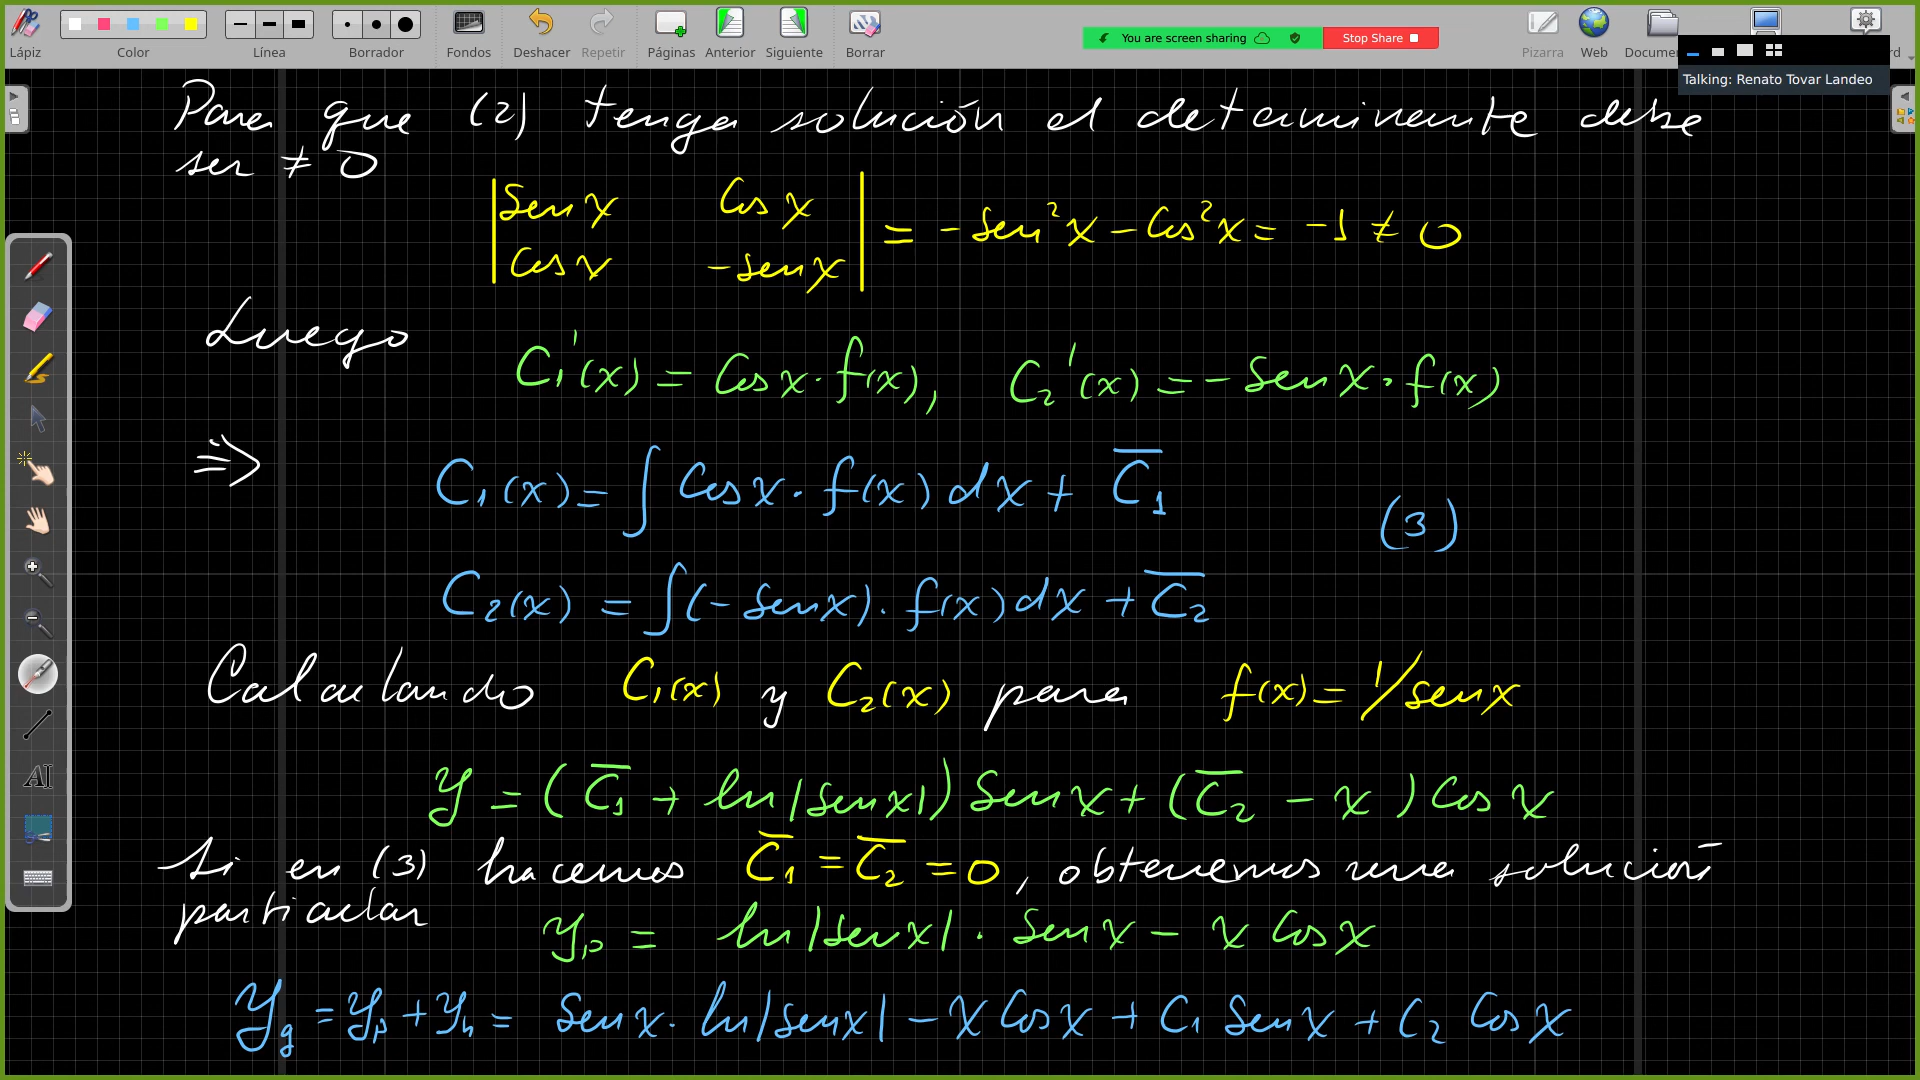 Lápiz Color Línea Borrador Fondos Deshacer Repetir Páginas Anterior Siguiente Borrar You are screen sharing Stop Share Pizarra Web Documen
Talking: Renato Tovar Landeo
Para que (2) tenga solución el determinante debe
ser ≠ 0
| Sen x Cos x |
| Cos x -sen x | = -sen²x - Cos²x = -1 ≠ 0
Luego
C₁'(x) = Cos x · f(x), C₂'(x) = -Sen x · f(x)
⇒ C₁(x) = ∫ Cos x · f(x) dx + C̅₁
(3)
C₂(x) = ∫(-Sen x) · f(x) dx + C̅₂
Calculando C₁(x) y C₂(x) para f(x) = 1/sen x
y = (C̅₁ + ln|Sen x|) Sen x + (C̅₂ - x) Cos x
Si en (3) hacemos C̅₁ = C̅₂ = 0, obtenemos una solución
particular
yₚ = ln|sen x| · Sen x - x Cos x
y_g = yₚ + yₕ = Sen x · ln|sen x| - x Cos x + C₁ Sen x + C₂ Cos x